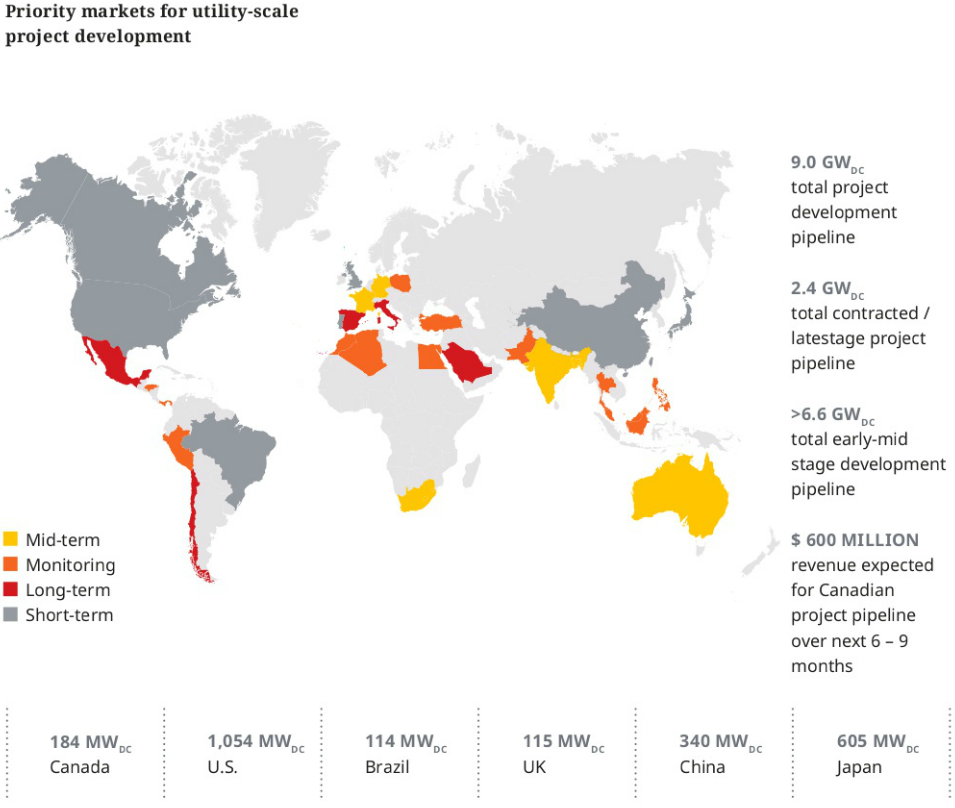 Priority markets for utility-scale
project development
9.0 GWDC
total project
development
pipeline
2.4 GWDC
total contracted /
latestage project
pipeline
>6.6 GWDC
total early-mid
stage development
pipeline
$ 600 MILLION
revenue expected
for Canadian
project pipeline
over next 6 – 9
months
Mid-term
Monitoring
Long-term
Short-term
184 MWDC
Canada
1,054 MWDC
U.S.
114 MWDC
Brazil
115 MWDC
UK
340 MWDC
China
605 MWDC
Japan